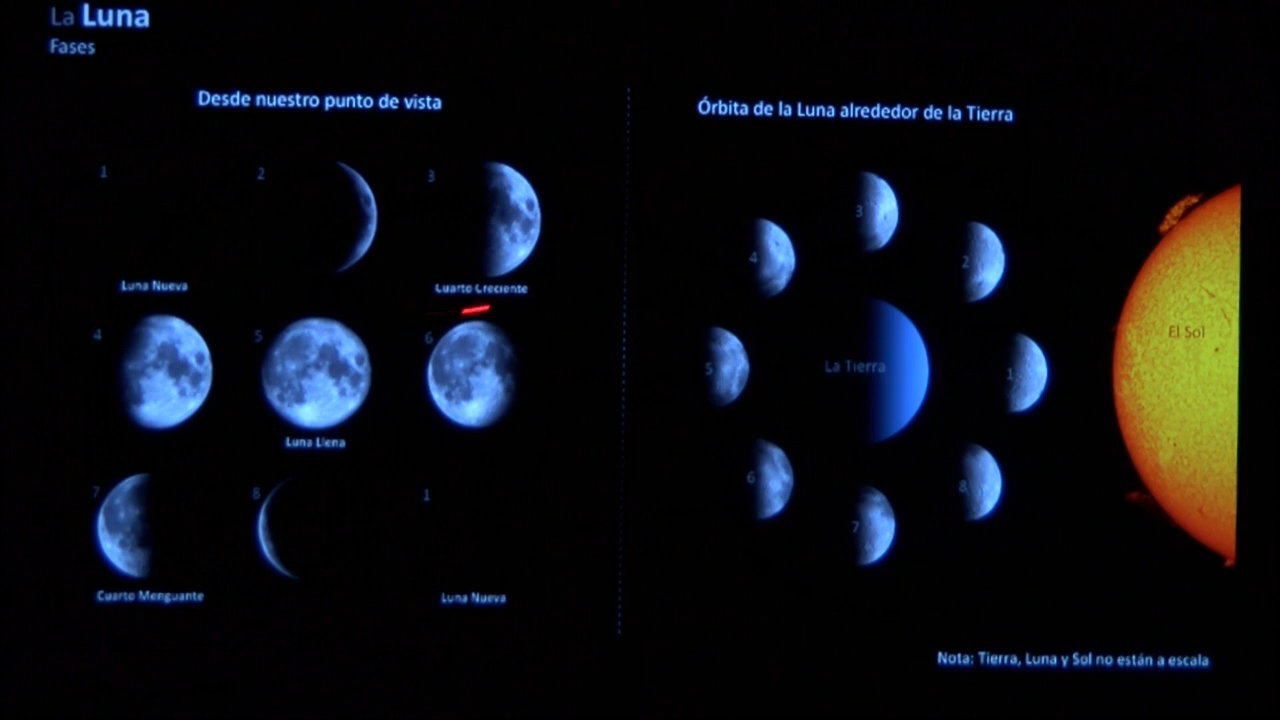 La Luna
Fases
Desde nuestro punto de vista
1
2
3
Luna Nueva
Cuarto Creciente
4
5
6
Luna Llena
7
8
1
Cuarto Menguante
Luna Nueva
Órbita de la Luna alrededor de la Tierra
3
4
2
El Sol
5
La Tierra
1
6
8
7
Nota: Tierra, Luna y Sol no están a escala